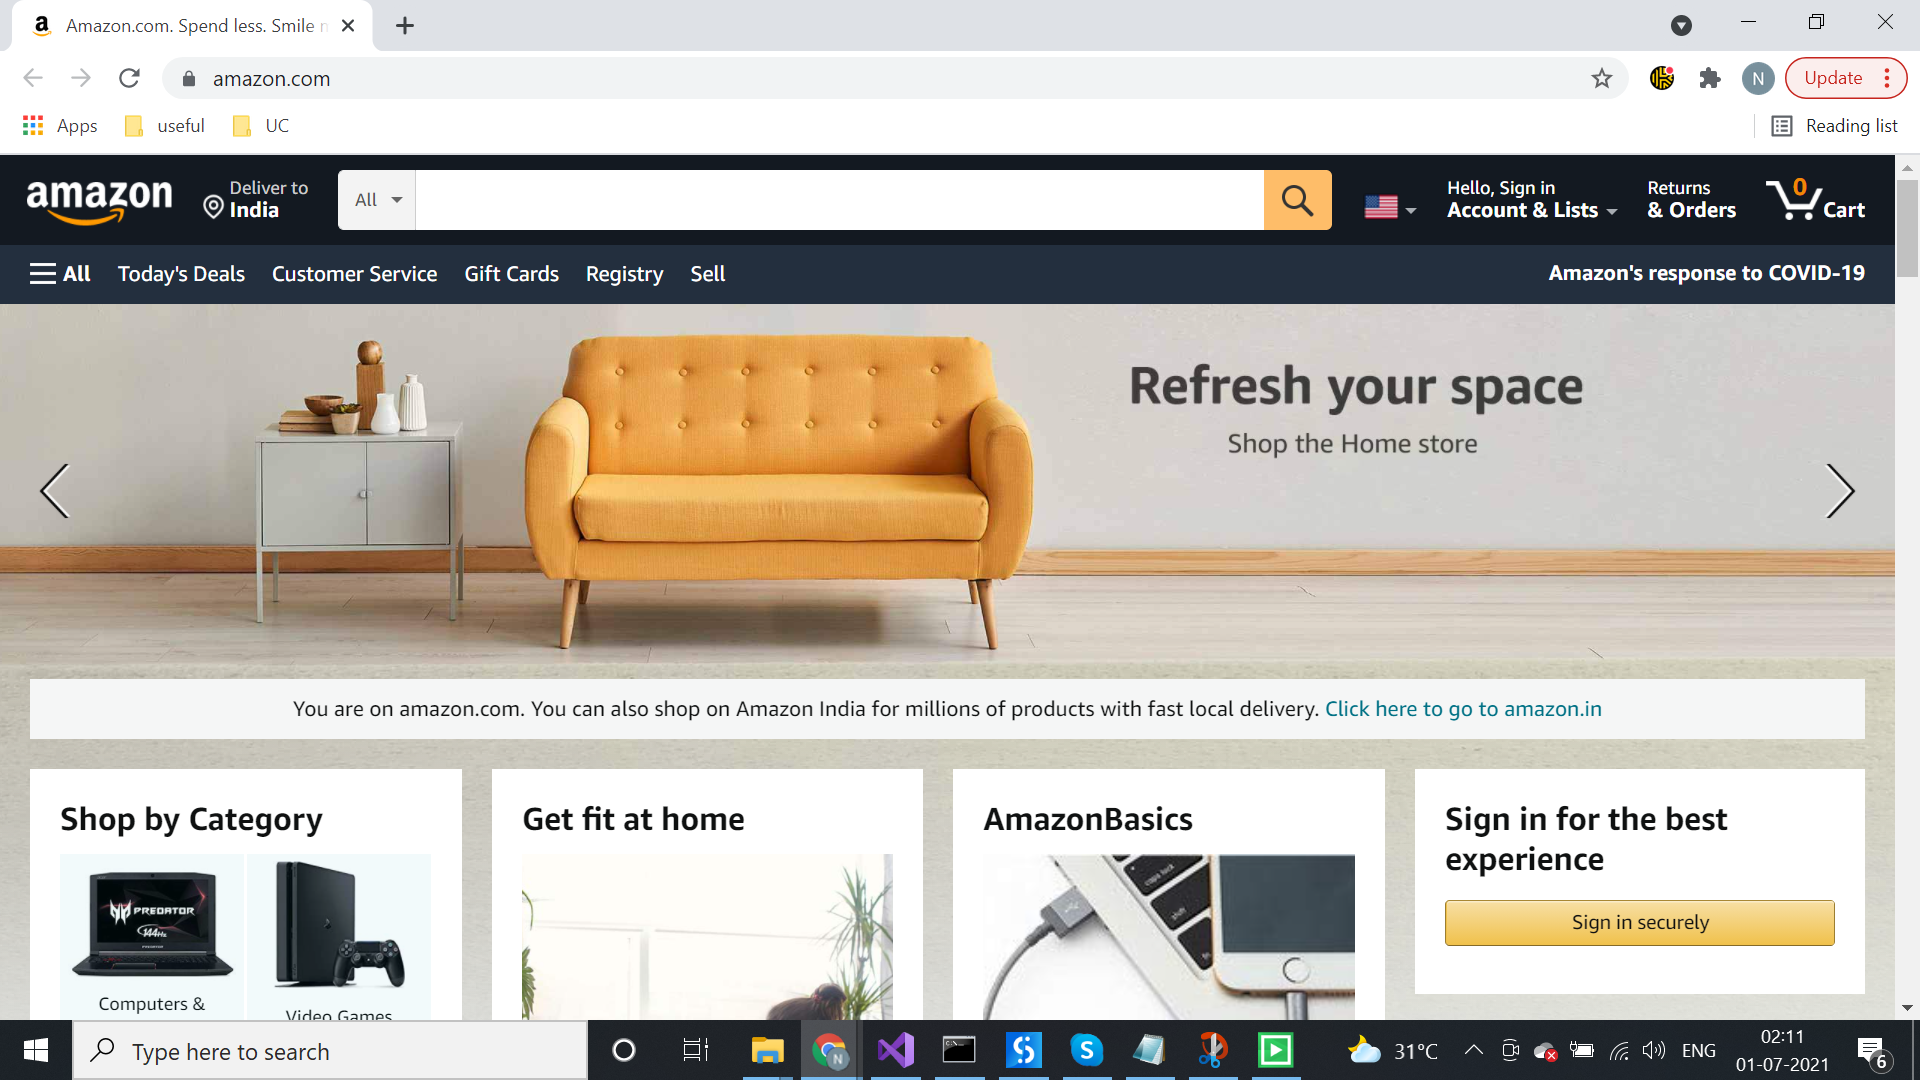 Amazon.com. Spend less. Smile
amazon.com
N
Update
Apps
useful
UC
Reading list
amazon
Deliver to
India
All
Hello, Sign in
Account & Lists
Returns
& Orders
0
Cart
All
Today's Deals
Customer Service
Gift Cards
Registry
Sell
Amazon's response to COVID-19
Refresh your space
Shop the Home store
You are on amazon.com. You can also shop on Amazon India for millions of products with fast local delivery. Click here to go to amazon.in
Shop by Category
Get fit at home
AmazonBasics
Sign in for the best
experience
PREDATOR
144Hz
caps lock
shift
Sign in securely
Computers &
Video Games
Type here to search
N
31°C
ENG
02:11
01-07-2021
6